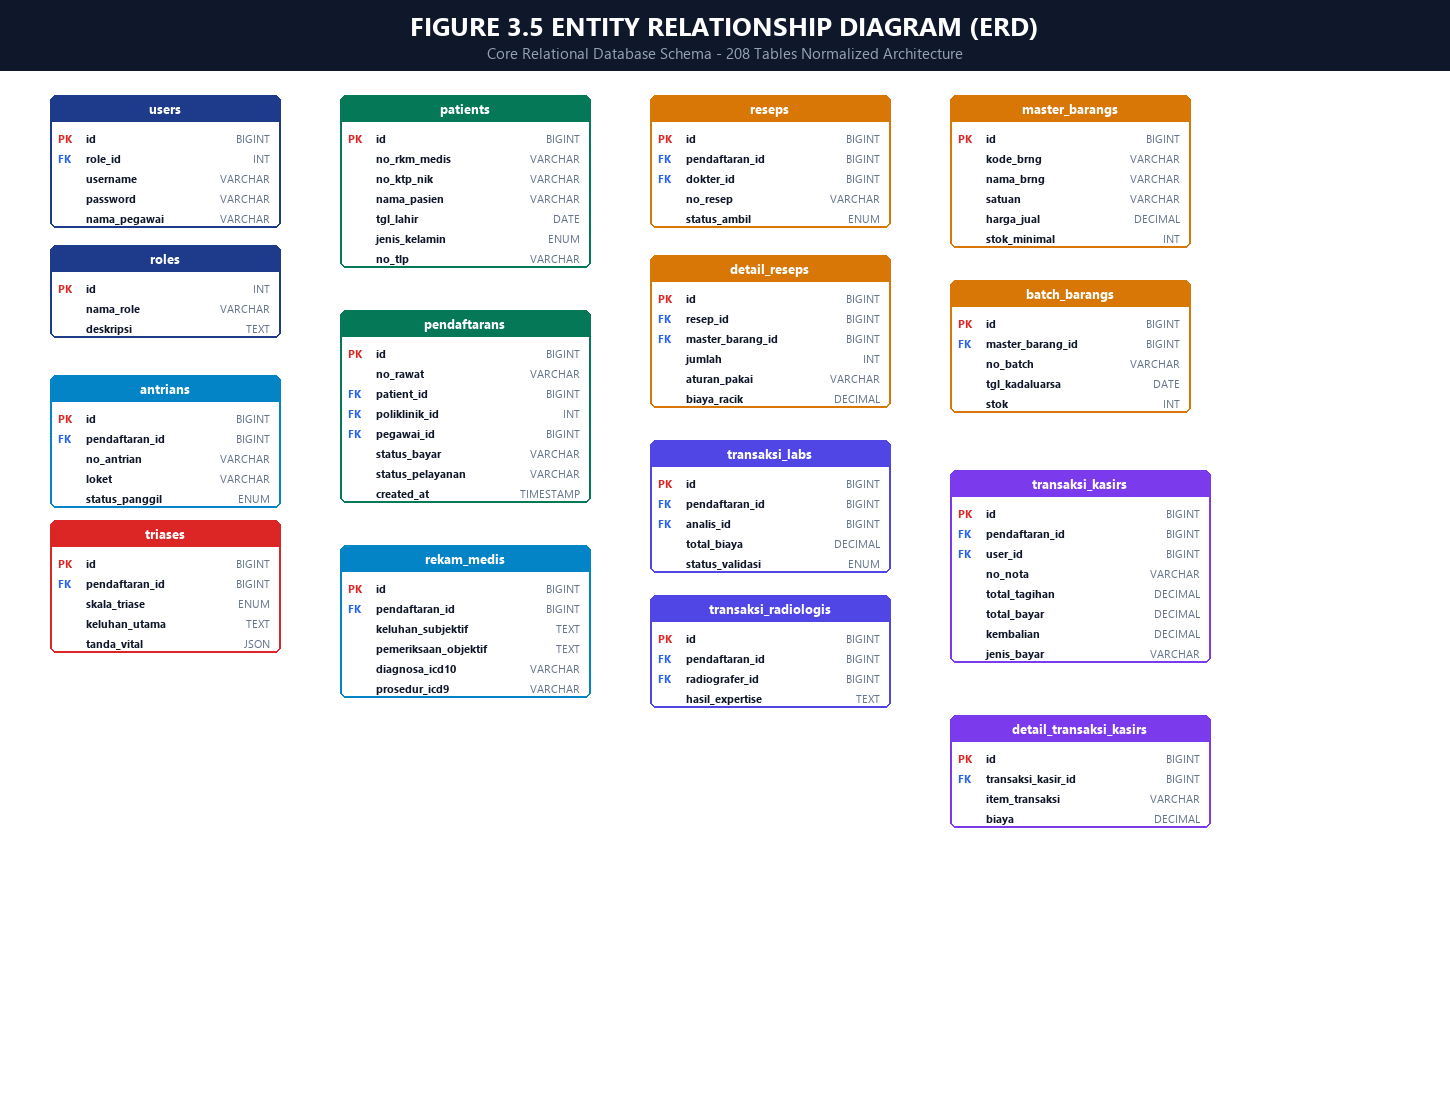 FIGURE 3.5 ENTITY RELATIONSHIP DIAGRAM (ERD)
Core Relational Database Schema - 208 Tables Normalized Architecture
users
PK id BIGINT
FK role_id INT
username VARCHAR
password VARCHAR
nama_pegawai VARCHAR
roles
PK id INT
nama_role VARCHAR
deskripsi TEXT
antrians
PK id BIGINT
FK pendaftaran_id BIGINT
no_antrian VARCHAR
loket VARCHAR
status_panggil ENUM
triases
PK id BIGINT
FK pendaftaran_id BIGINT
skala_triase ENUM
keluhan_utama TEXT
tanda_vital JSON
patients
PK id BIGINT
no_rkm_medis VARCHAR
no_ktp_nik VARCHAR
nama_pasien VARCHAR
tgl_lahir DATE
jenis_kelamin ENUM
no_tlp VARCHAR
pendaftarans
PK id BIGINT
no_rawat VARCHAR
FK patient_id BIGINT
FK poliklinik_id INT
FK pegawai_id BIGINT
status_bayar VARCHAR
status_pelayanan VARCHAR
created_at TIMESTAMP
rekam_medis
PK id BIGINT
FK pendaftaran_id BIGINT
keluhan_subjektif TEXT
pemeriksaan_objektif TEXT
diagnosa_icd10 VARCHAR
prosedur_icd9 VARCHAR
reseps
PK id BIGINT
FK pendaftaran_id BIGINT
FK dokter_id BIGINT
no_resep VARCHAR
status_ambil ENUM
detail_reseps
PK id BIGINT
FK resep_id BIGINT
FK master_barang_id BIGINT
jumlah INT
aturan_pakai VARCHAR
biaya_racik DECIMAL
transaksi_labs
PK id BIGINT
FK pendaftaran_id BIGINT
FK analis_id BIGINT
total_biaya DECIMAL
status_validasi ENUM
transaksi_radiologis
PK id BIGINT
FK pendaftaran_id BIGINT
FK radiografer_id BIGINT
hasil_expertise TEXT
master_barangs
PK id BIGINT
kode_brng VARCHAR
nama_brng VARCHAR
satuan VARCHAR
harga_jual DECIMAL
stok_minimal INT
batch_barangs
PK id BIGINT
FK master_barang_id BIGINT
no_batch VARCHAR
tgl_kadaluarsa DATE
stok INT
transaksi_kasirs
PK id BIGINT
FK pendaftaran_id BIGINT
FK user_id BIGINT
no_nota VARCHAR
total_tagihan DECIMAL
total_bayar DECIMAL
kembalian DECIMAL
jenis_bayar VARCHAR
detail_transaksi_kasirs
PK id BIGINT
FK transaksi_kasir_id BIGINT
item_transaksi VARCHAR
biaya DECIMAL